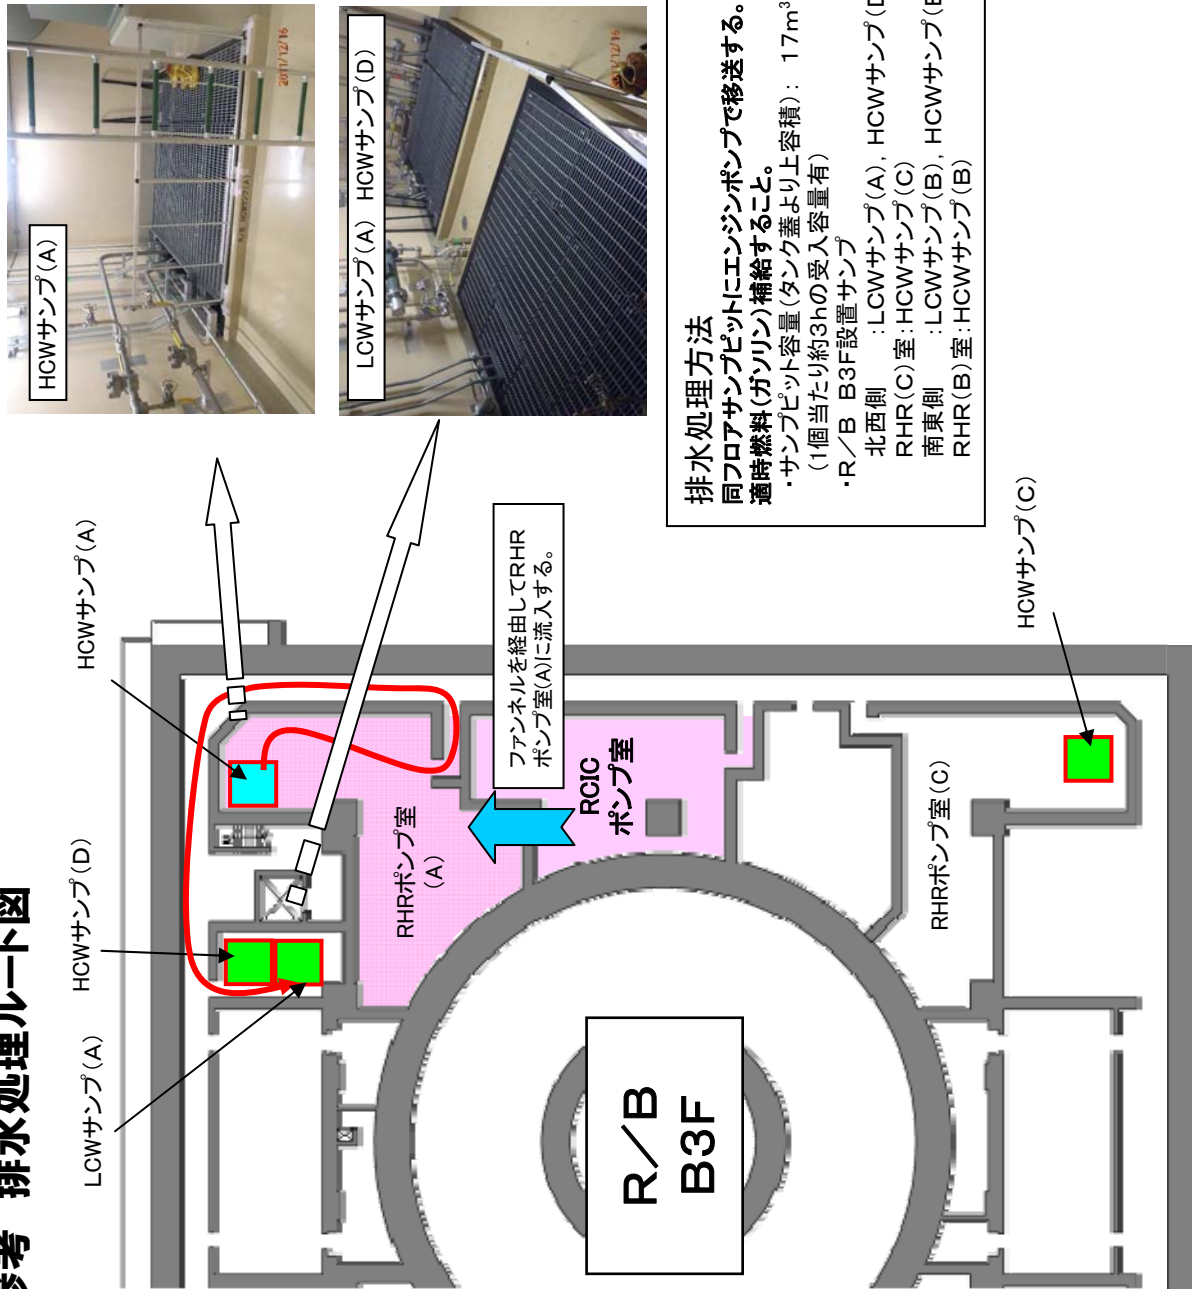 参考 排水処理ルート図
LCWサンプ(A)
HCWサンプ(D)
HCWサンプ(A)
HCWサンプ(A)
2011/12/16
LCWサンプ(A) HCWサンプ(D)
2011/12/16
RHRポンプ室
(A)
ファンネルを経由してRHR
ポンプ室(A)に流入する。
RCIC
ポンプ室
R/B
B3F
排水処理方法
同フロアサンプピットにエンジンポンプで移送する。
適時燃料(ガソリン)補給すること。
・サンプピット容量(タンク蓋より上容積): 17m³
(1個当たり約3hの受入容量有)
・R/B B3F設置サンプ
北西側 :LCWサンプ(A), HCWサンプ(D
RHR(C)室:HCWサンプ(C)
南東側 :LCWサンプ(B), HCWサンプ(E
RHR(B)室:HCWサンプ(B)
RHRポンプ室(C)
HCWサンプ(C)